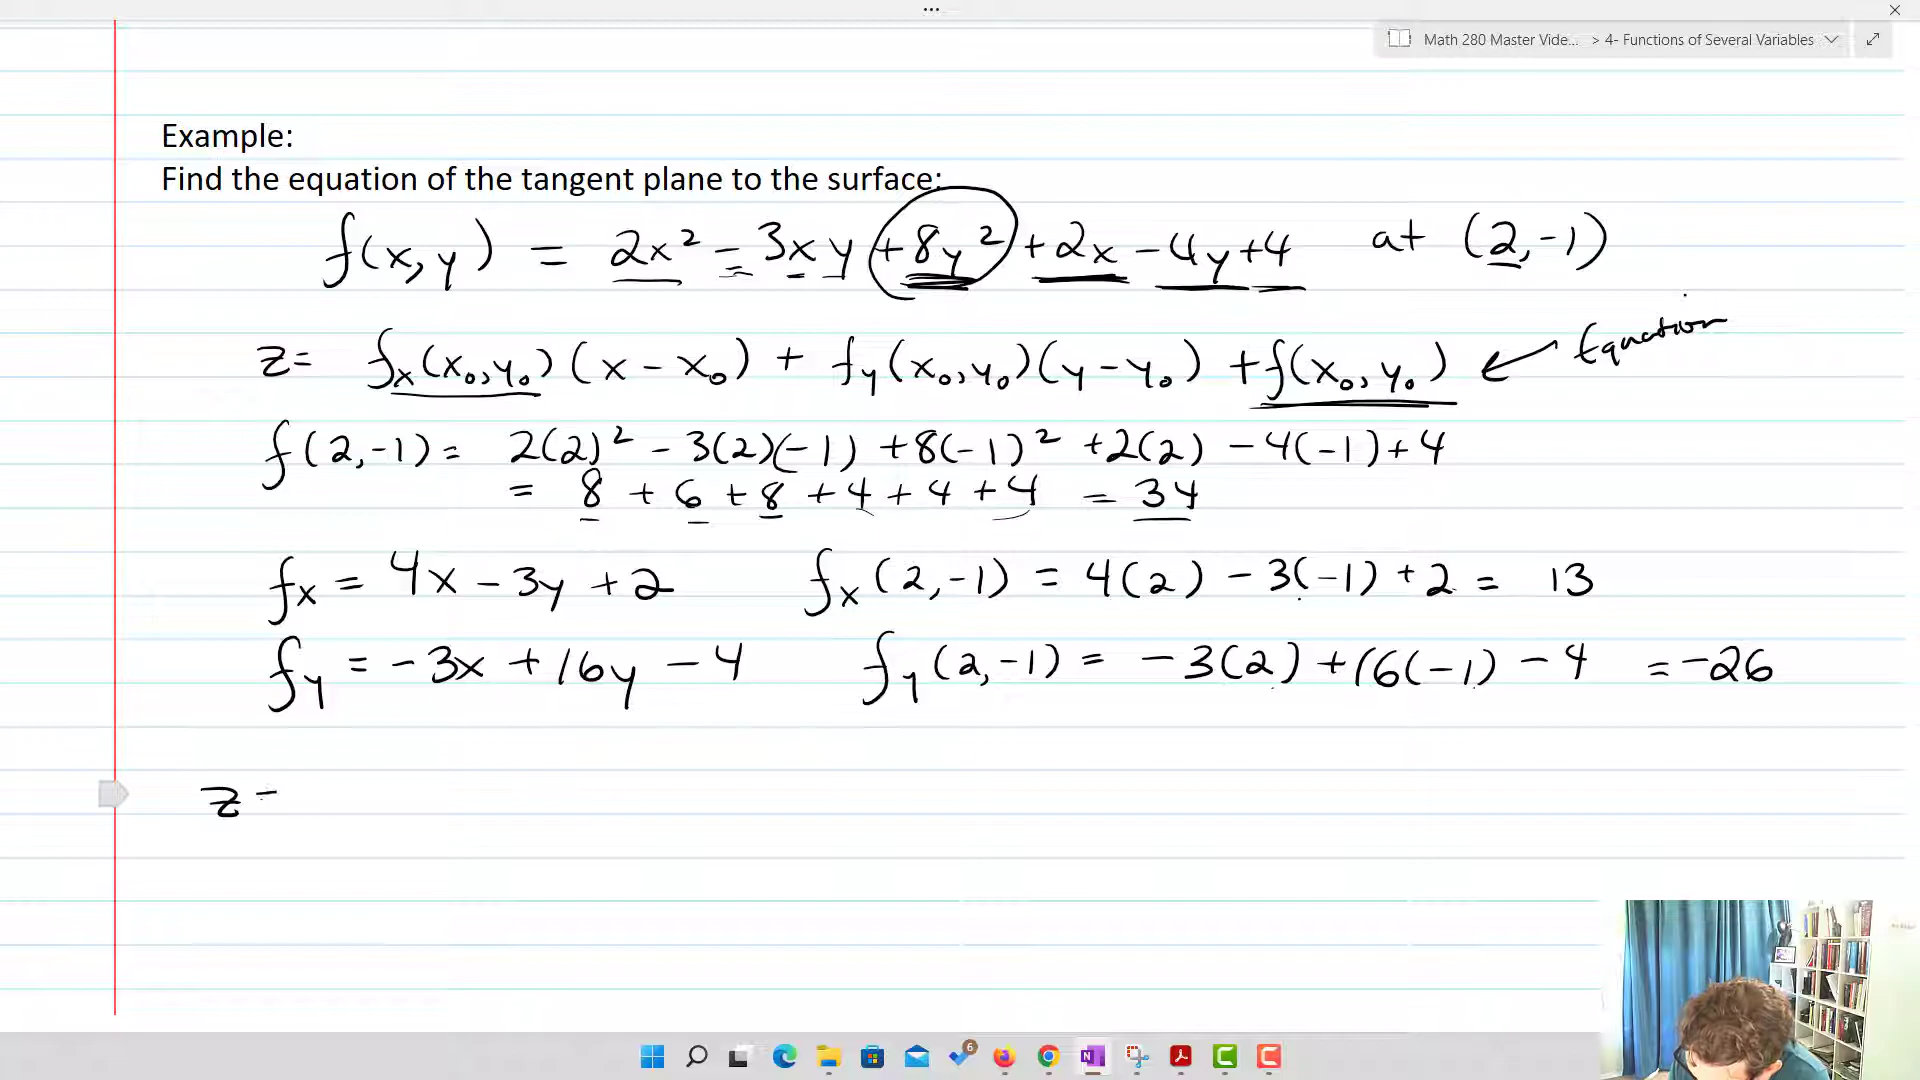 Math 280 Master Vide... > 4- Functions of Several Variables
Example:
Find the equation of the tangent plane to the surface:
f(x,y) = 2x² - 3xy + 8y² + 2x - 4y + 4 at (2,-1)
z = fₓ(x₀,y₀)(x - x₀) + f_y(x₀,y₀)(y - y₀) + f(x₀,y₀) ← Equation
f(2,-1) = 2(2)² - 3(2)(-1) + 8(-1)² + 2(2) - 4(-1) + 4
= 8 + 6 + 8 + 4 + 4 + 4 = 34
fₓ = 4x - 3y + 2 fₓ(2,-1) = 4(2) - 3(-1) + 2 = 13
f_y = -3x + 16y - 4 f_y(2,-1) = -3(2) + 16(-1) - 4 = -26
z -
6